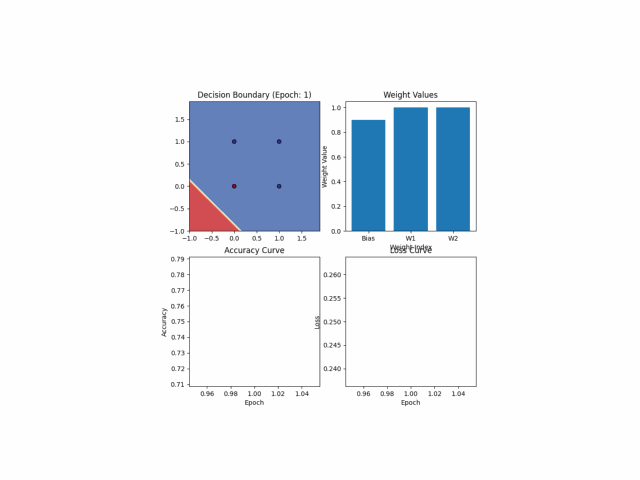 Decision Boundary (Epoch: 1)
1.5
1.0
0.5
0.0
−0.5
−1.0
−1.0 −0.5 0.0 0.5 1.0 1.5
Weight Values
Weight Value
1.0
0.8
0.6
0.4
0.2
0.0
Bias W1 W2
Weight Index
Accuracy Curve
Accuracy
0.79
0.78
0.77
0.76
0.75
0.74
0.73
0.72
0.71
0.96 0.98 1.00 1.02 1.04
Epoch
Loss Curve
Loss
0.260
0.255
0.250
0.245
0.240
0.96 0.98 1.00 1.02 1.04
Epoch